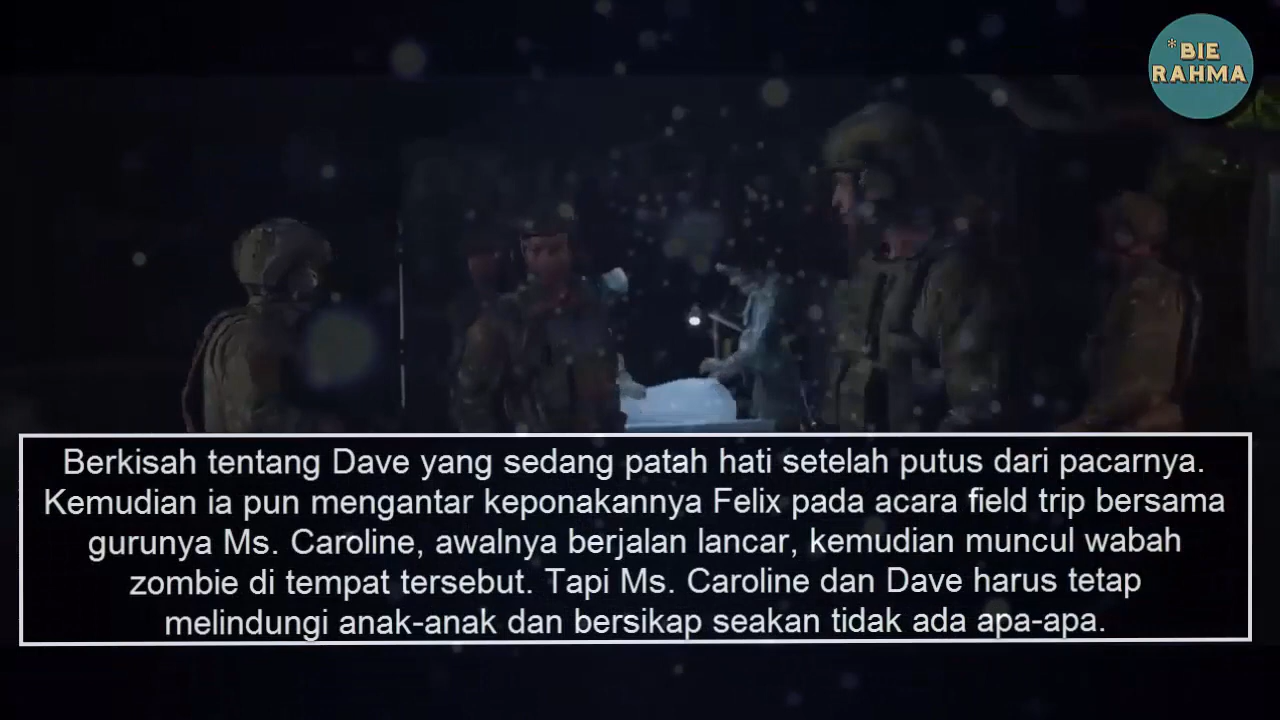 *BIE
RAHMA
Berkisah tentang Dave yang sedang patah hati setelah putus dari pacarnya.
Kemudian ia pun mengantar keponakannya Felix pada acara field trip bersama
gurunya Ms. Caroline, awalnya berjalan lancar, kemudian muncul wabah
zombie di tempat tersebut. Tapi Ms. Caroline dan Dave harus tetap
melindungi anak-anak dan bersikap seakan tidak ada apa-apa.